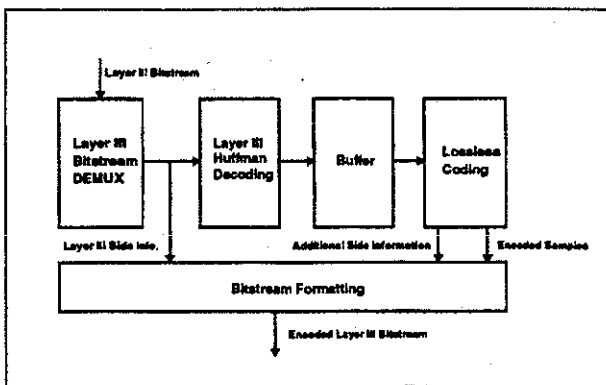 Layer III Bitstream
Layer III
Bitstream
DEMUX
Layer III
Huffman
Decoding
Buffer
Lossless
Coding
Layer III Side Info.
Additional Side Information
Encoded Samples
Bitstream Formatting
Encoded Layer III Bitstream